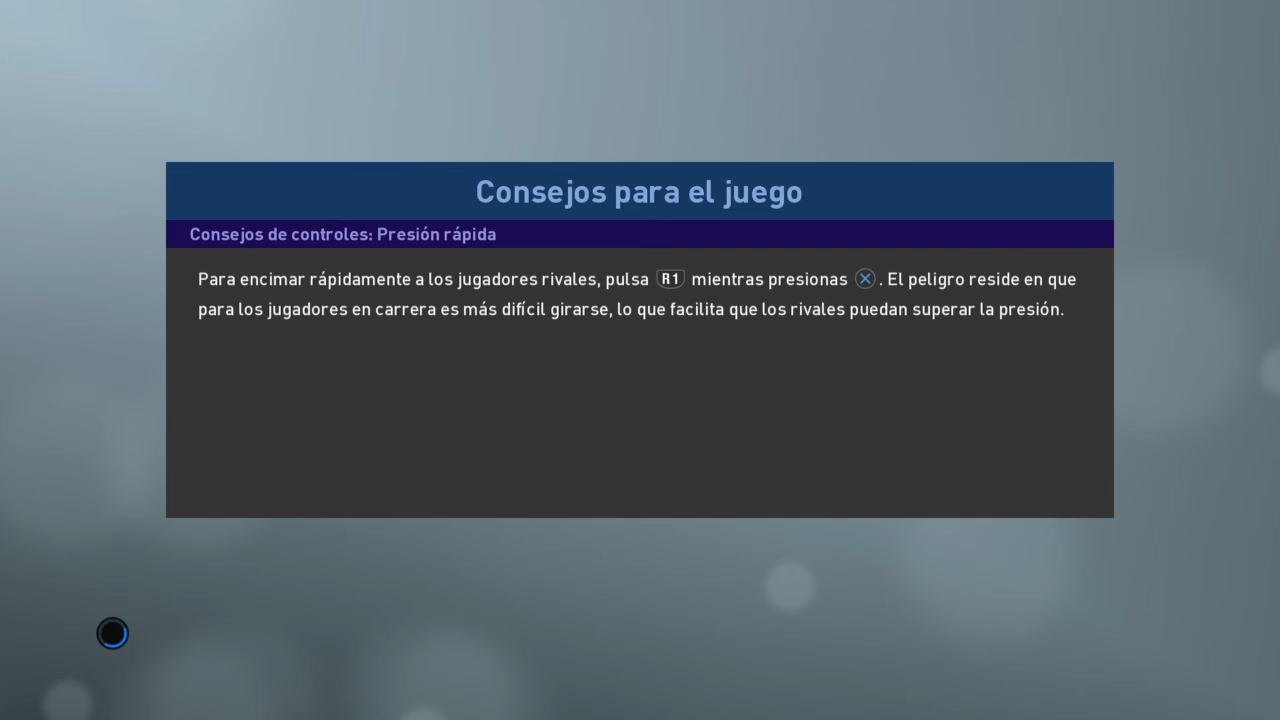 Consejos para el juego
Consejos de controles: Presión rápida
Para encimar rápidamente a los jugadores rivales, pulsa R1 mientras presionas ⓧ. El peligro reside en que
para los jugadores en carrera es más difícil girarse, lo que facilita que los rivales puedan superar la presión.